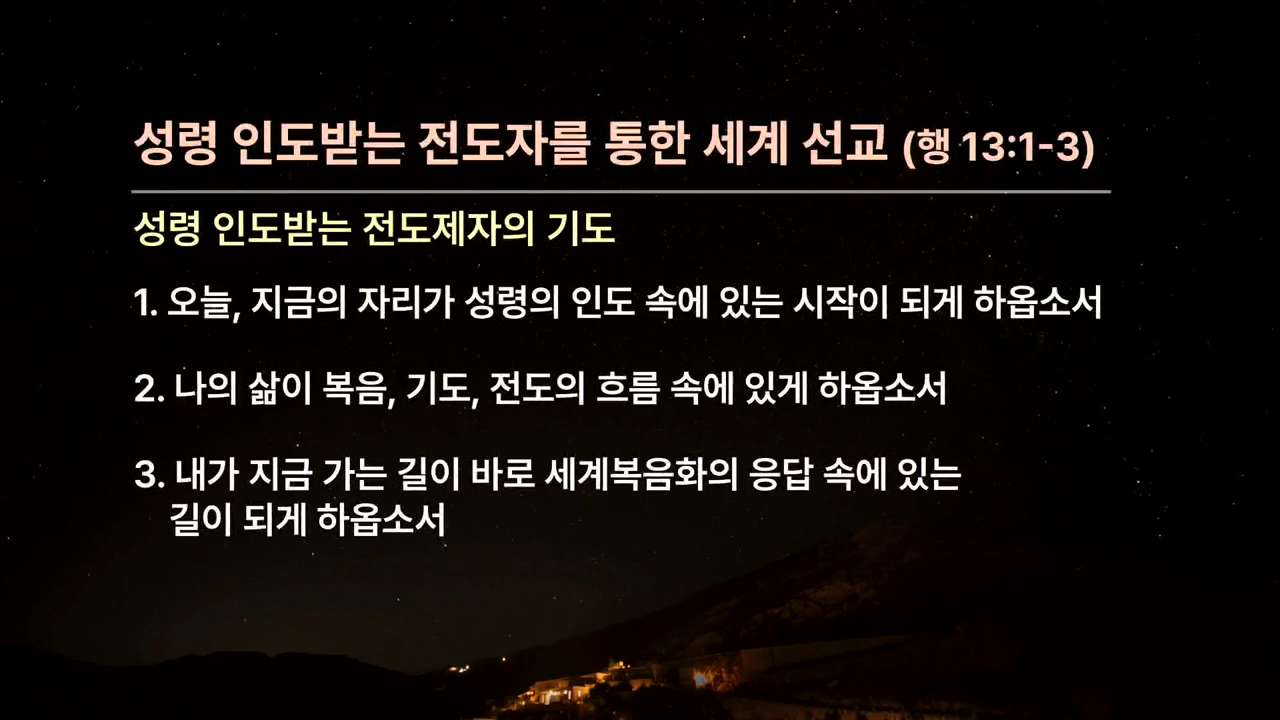 성령 인도받는 전도자를 통한 세계 선교 (행 13:1-3)
성령 인도받는 전도제자의 기도
1. 오늘, 지금의 자리가 성령의 인도 속에 있는 시작이 되게 하옵소서
2. 나의 삶이 복음, 기도, 전도의 흐름 속에 있게 하옵소서
3. 내가 지금 가는 길이 바로 세계복음화의 응답 속에 있는
길이 되게 하옵소서